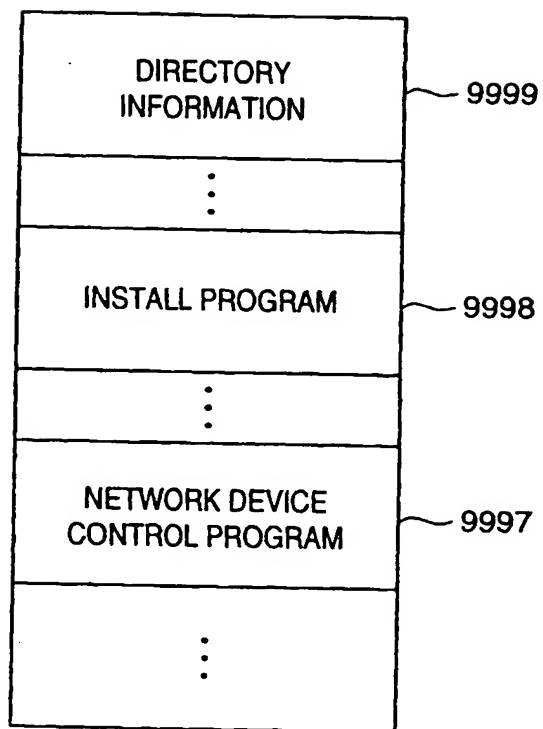 DIRECTORY
INFORMATION
9999
⋮
INSTALL PROGRAM
9998
⋮
NETWORK DEVICE
CONTROL PROGRAM
9997
⋮